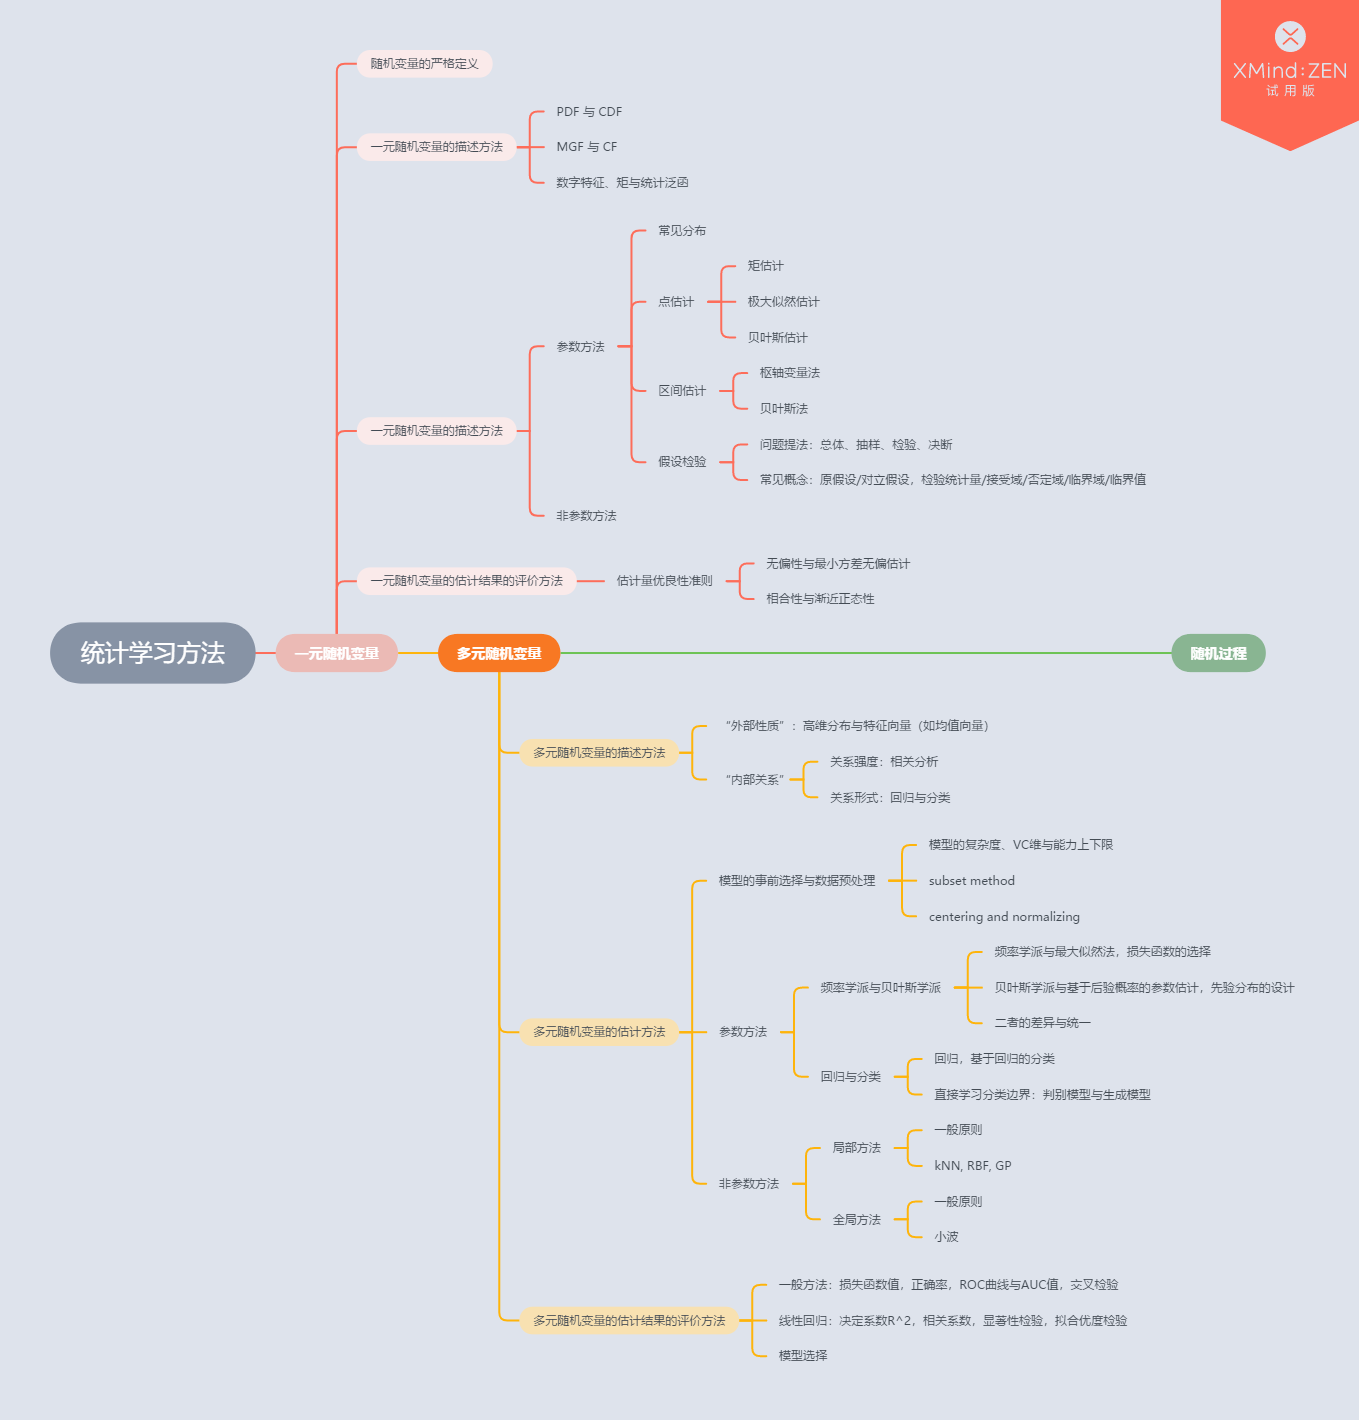 XMind:ZEN
试用版
随机变量的严格定义
一元随机变量的描述方法
PDF 与 CDF
MGF 与 CF
数字特征、矩与统计泛函
一元随机变量的描述方法
参数方法
常见分布
点估计
矩估计
极大似然估计
贝叶斯估计
区间估计
枢轴变量法
贝叶斯法
假设检验
问题提法：总体、抽样、检验、决断
常见概念：原假设/对立假设，检验统计量/接受域/否定域/临界域/临界值
非参数方法
一元随机变量的估计结果的评价方法
估计量优良性准则
无偏性与最小方差无偏估计
相合性与渐近正态性
统计学习方法
一元随机变量
多元随机变量
随机过程
多元随机变量的描述方法
“外部性质”：高维分布与特征向量（如均值向量）
“内部关系”
关系强度：相关分析
关系形式：回归与分类
多元随机变量的估计方法
模型的事前选择与数据预处理
模型的复杂度、VC维与能力上下限
subset method
centering and normalizing
参数方法
频率学派与贝叶斯学派
频率学派与最大似然法，损失函数的选择
贝叶斯学派与基于后验概率的参数估计，先验分布的设计
二者的差异与统一
回归与分类
回归，基于回归的分类
直接学习分类边界：判别模型与生成模型
非参数方法
局部方法
一般原则
kNN, RBF, GP
全局方法
一般原则
小波
多元随机变量的估计结果的评价方法
一般方法：损失函数值，正确率，ROC曲线与AUC值，交叉检验
线性回归：决定系数R^2，相关系数，显著性检验，拟合优度检验
模型选择